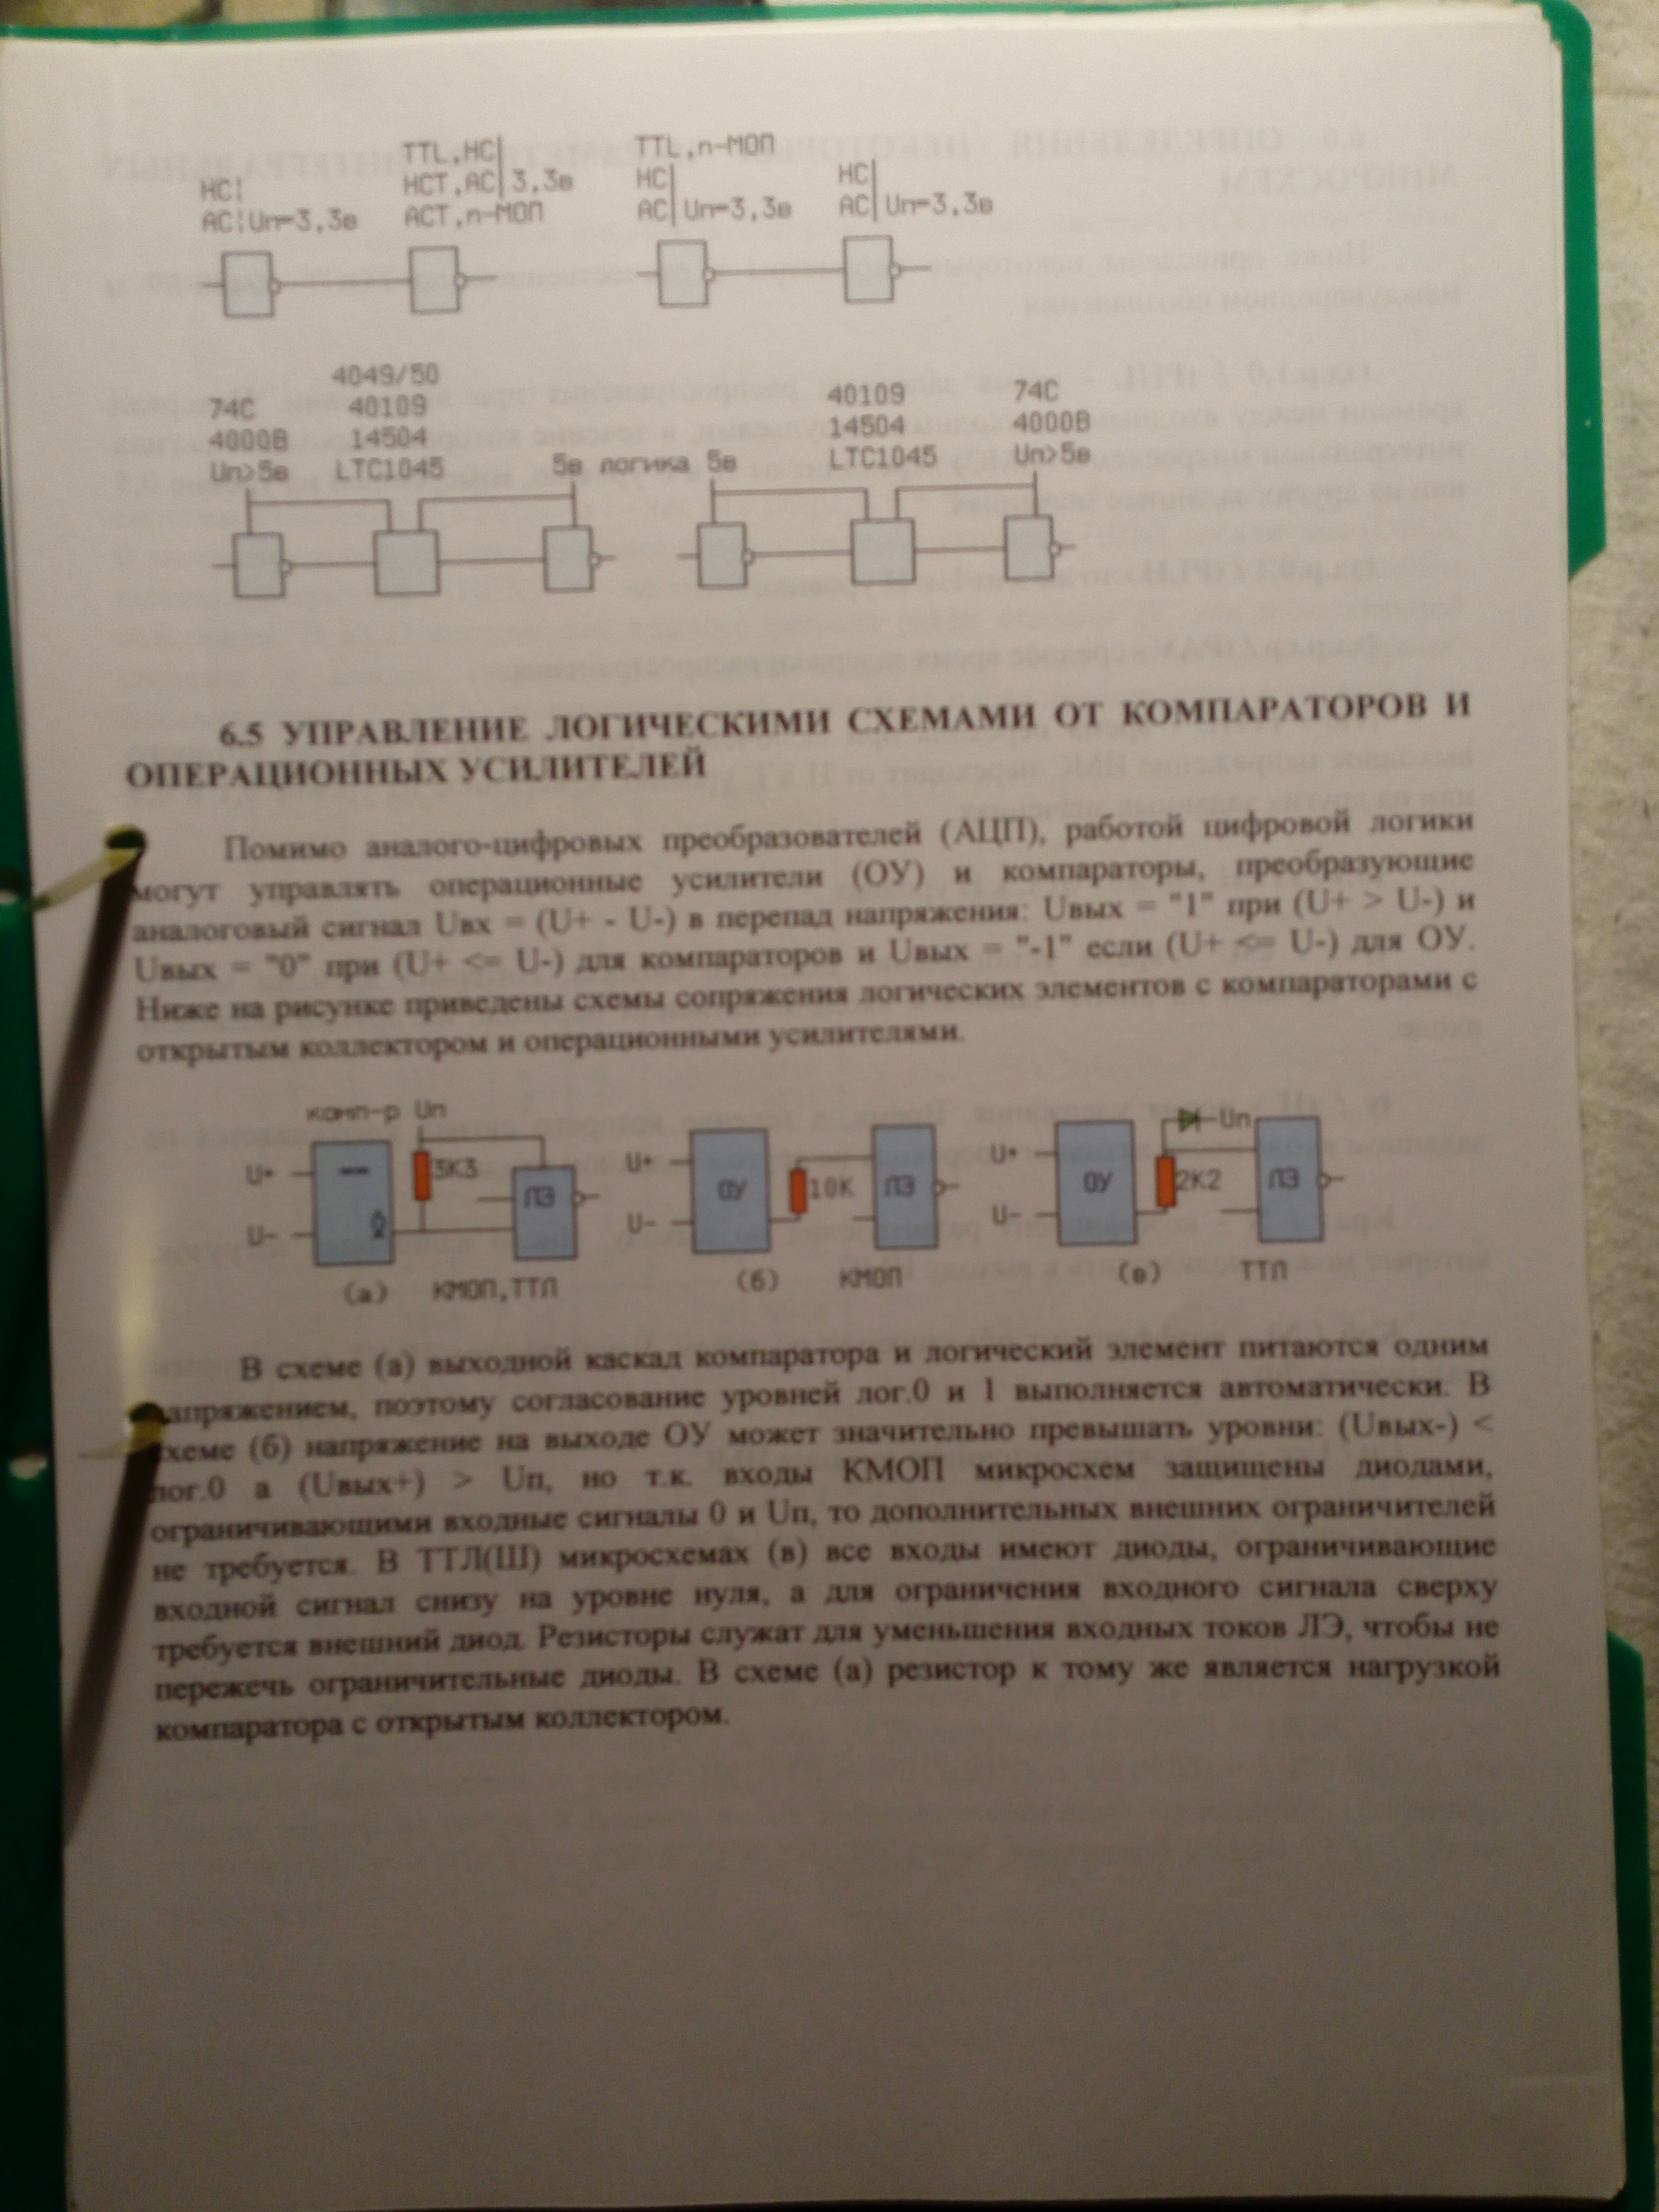 TTL,HC| TTL,n-МОП
HC¦ HCT,AC|3,3в HC| HC|
AC¦Uп=3,3в ACT,n-МОП AC|Uп=3,3в AC|Uп=3,3в
4049/50
74C 40109 40109 74C
4000B 14504 14504 4000B
Uп>5в LTC1045 5в логика 5в LTC1045 Uп>5в
6.5 УПРАВЛЕНИЕ ЛОГИЧЕСКИМИ СХЕМАМИ ОТ КОМПАРАТОРОВ И
ОПЕРАЦИОННЫХ УСИЛИТЕЛЕЙ
Помимо аналого-цифровых преобразователей (АЦП), работой цифровой логики
могут управлять операционные усилители (ОУ) и компараторы, преобразующие
аналоговый сигнал Uвх = (U+ - U-) в перепад напряжения: Uвых = "1" при (U+ > U-) и
Uвых = "0" при (U+ <= U-) для компараторов и Uвых = "-1" если (U+ <= U-) для ОУ.
Ниже на рисунке приведены схемы сопряжения логических элементов с компараторами с
открытым коллектором и операционными усилителями.
комп-р Uп
U+ 3К3 ЛЭ
U-
(а) КМОП,ТТЛ
U+ ОУ 10К ЛЭ
U-
(б) КМОП
Uп
U+ ОУ 2К2 ЛЭ
U-
(в) ТТЛ
В схеме (а) выходной каскад компаратора и логический элемент питаются одним
апряжением, поэтому согласование уровней лог.0 и 1 выполняется автоматически. В
хеме (б) напряжение на выходе ОУ может значительно превышать уровни: (Uвых-) <
лог.0 а (Uвых+) > Uп, но т.к. входы КМОП микросхем защищены диодами,
ограничивающими входные сигналы 0 и Uп, то дополнительных внешних ограничителей
не требуется. В ТТЛ(Ш) микросхемах (в) все входы имеют диоды, ограничивающие
входной сигнал снизу на уровне нуля, а для ограничения входного сигнала сверху
требуется внешний диод. Резисторы служат для уменьшения входных токов ЛЭ, чтобы не
пережечь ограничительные диоды. В схеме (а) резистор к тому же является нагрузкой
компаратора с открытым коллектором.